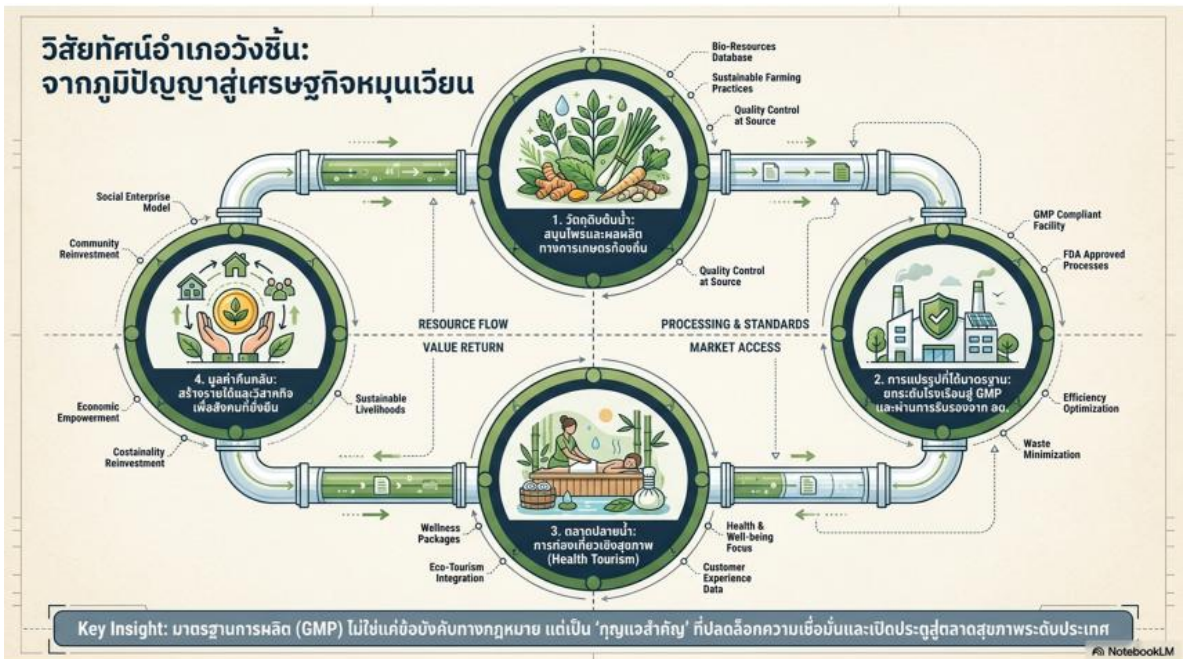 วิสัยทัศน์อำเภอวังชิ้น:
จากภูมิปัญญาสู่เศรษฐกิจหมุนเวียน
Bio-Resources
Database
Sustainable Farming
Practices
Quality Control
at Source
1. วัตถุดิบต้นน้ำ:
สมุนไพรและผลผลิต
ทางการเกษตรท้องถิ่น
Quality Control
at Source
Social Enterprise
Model
Community
Reinvestment
GMP Compliant
Facility
FDA Approved
Processes
RESOURCE FLOW
PROCESSING & STANDARDS
VALUE RETURN
MARKET ACCESS
4. มูลค่าคืนกลับ:
สร้างรายได้และวิสาหกิจ
เพื่อสังคมที่ยั่งยืน
2. การแปรรูปที่ได้มาตรฐาน:
ยกระดับโรงเรือนสู่ GMP
และผ่านการรับรองจาก อย.
Economic
Empowerment
Sustainable
Livelihoods
Costainality
Reinvestment
Efficiency
Optimization
Waste
Minimization
3. ตลาดปลายน้ำ:
การท่องเที่ยวเชิงสุขภาพ
(Health Tourism)
Wellness
Packages
Eco-Tourism
Integration
Health &
Well-being
Focus
Customer
Experience
Data
Key Insight: มาตรฐานการผลิต (GMP) ไม่ใช่แค่ข้อบังคับทางกฎหมาย แต่เป็น 'กุญแจสำคัญ' ที่ปลดล็อกความเชื่อมั่นและเปิดประตูสู่ตลาดสุขภาพระดับประเทศ
NotebookLM